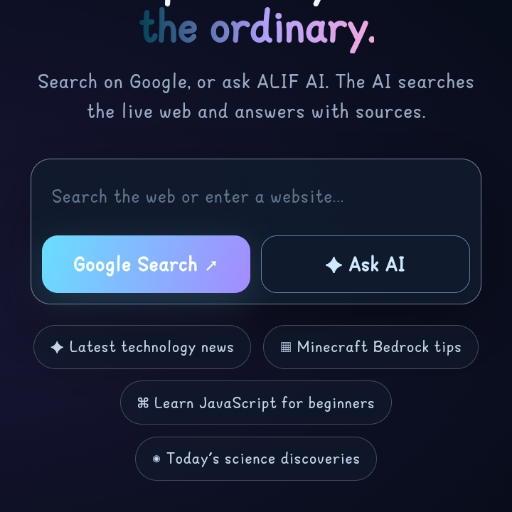 the ordinary.
Search on Google, or ask ALIF AI. The AI searches
the live web and answers with sources.
Search the web or enter a website...
Google Search ↗
✦ Ask AI
✦ Latest technology news
▦ Minecraft Bedrock tips
⌘ Learn JavaScript for beginners
◉ Today's science discoveries